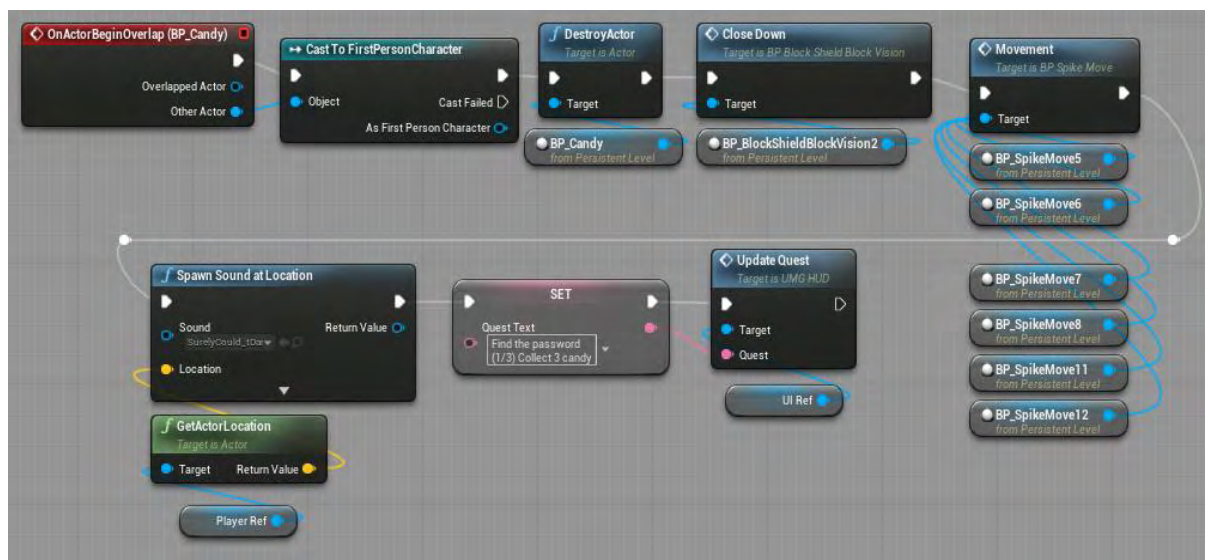 OnActorBeginOverlap (BP_Candy)
Overlapped Actor
Other Actor
Cast To FirstPersonCharacter
Object
Cast Failed
As First Person Character
DestroyActor
Target is Actor
Target
BP_Candy
from Persistent Level
Close Down
Target is BP Block Shield Block Vision
Target
BP_BlockShieldBlockVision2
from Persistent Level
Movement
Target is BP Spike Move
Target
BP_SpikeMove5
from Persistent Level
BP_SpikeMove6
from Persistent Level
BP_SpikeMove7
from Persistent Level
BP_SpikeMove8
from Persistent Level
BP_SpikeMove11
from Persistent Level
BP_SpikeMove12
from Persistent Level
Spawn Sound at Location
Sound
Return Value
SurelyCould_tDar
Location
GetActorLocation
Target is Actor
Target
Return Value
Player Ref
SET
Quest Text
Find the password
(1/3) Collect 3 candy
Update Quest
Target is UMG HUD
Target
Quest
UI Ref